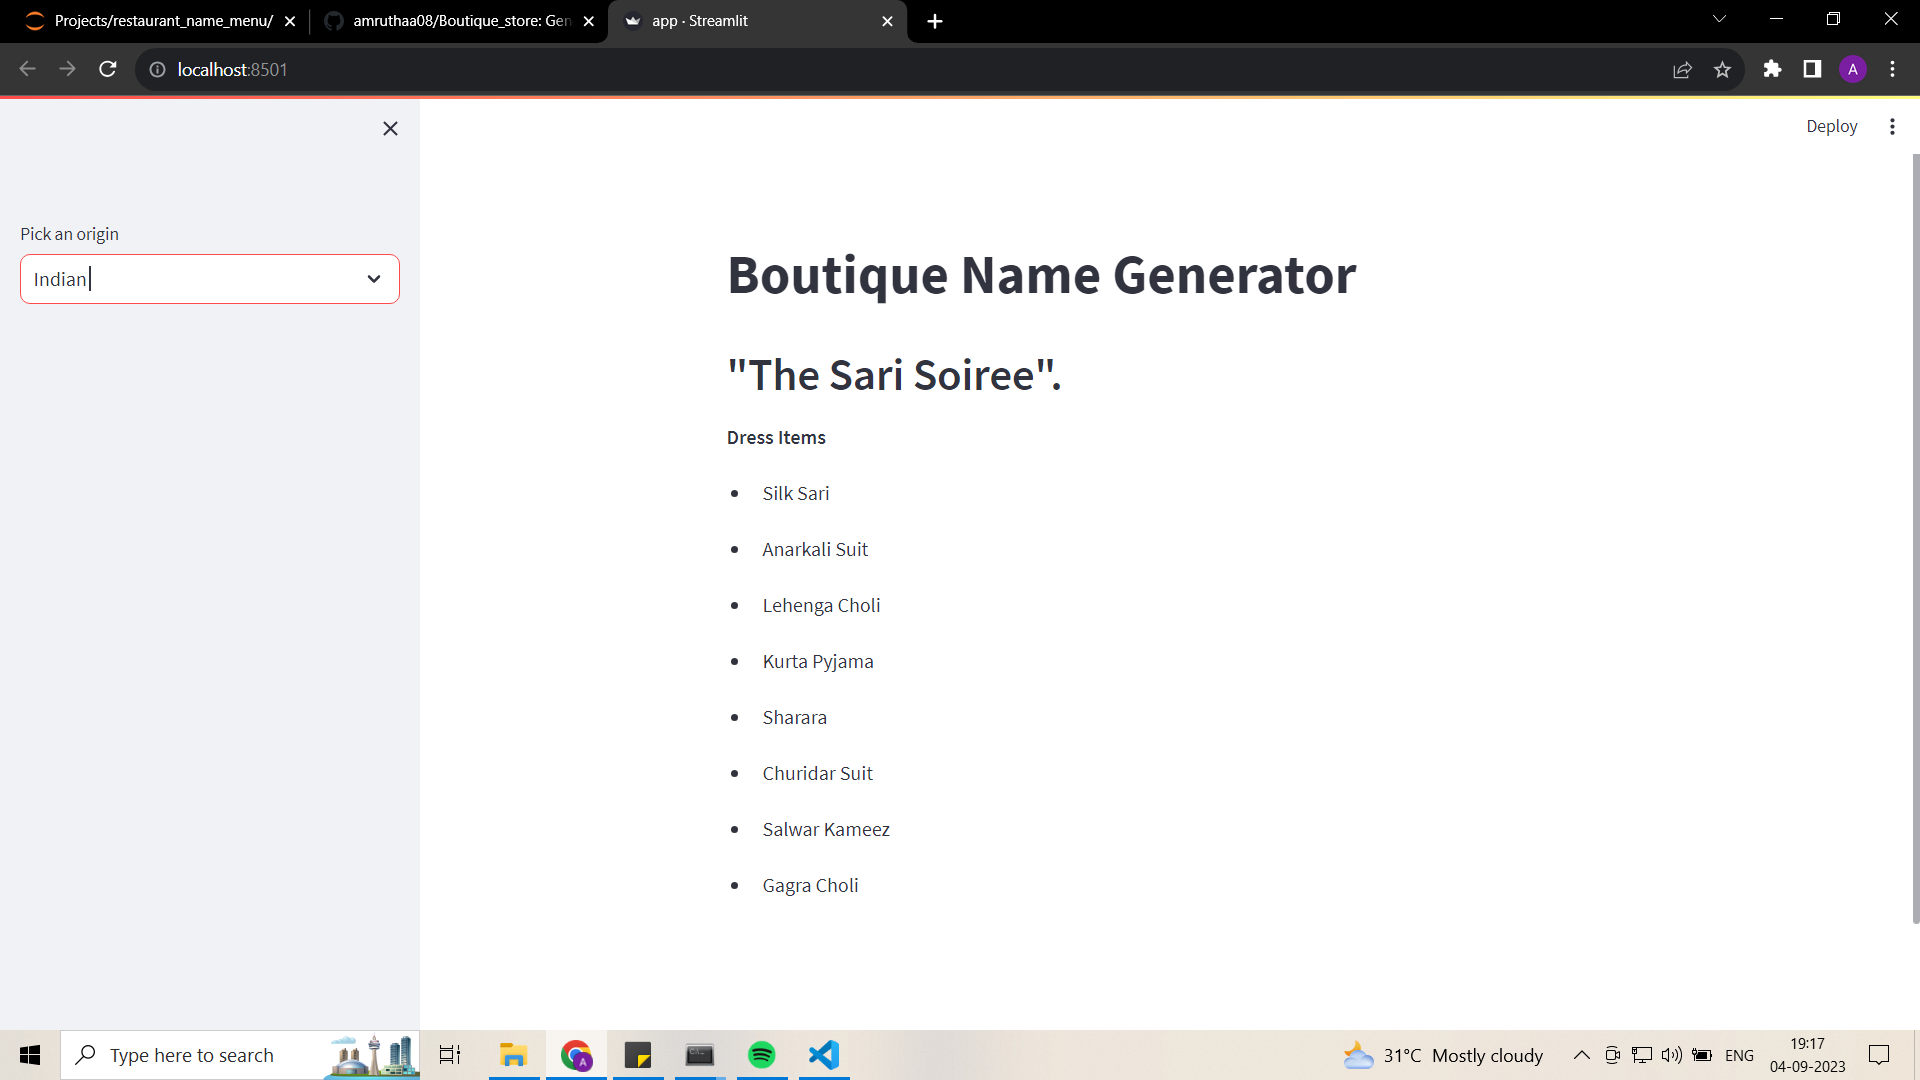 Projects/restaurant_name_menu/
amruthaa08/Boutique_store: Gen
app · Streamlit
localhost:8501
A
Deploy
Pick an origin
Indian
Boutique Name Generator
"The Sari Soiree".
Dress Items
Silk Sari
Anarkali Suit
Lehenga Choli
Kurta Pyjama
Sharara
Churidar Suit
Salwar Kameez
Gagra Choli
Type here to search
A
31°C Mostly cloudy
ENG
19:17
04-09-2023